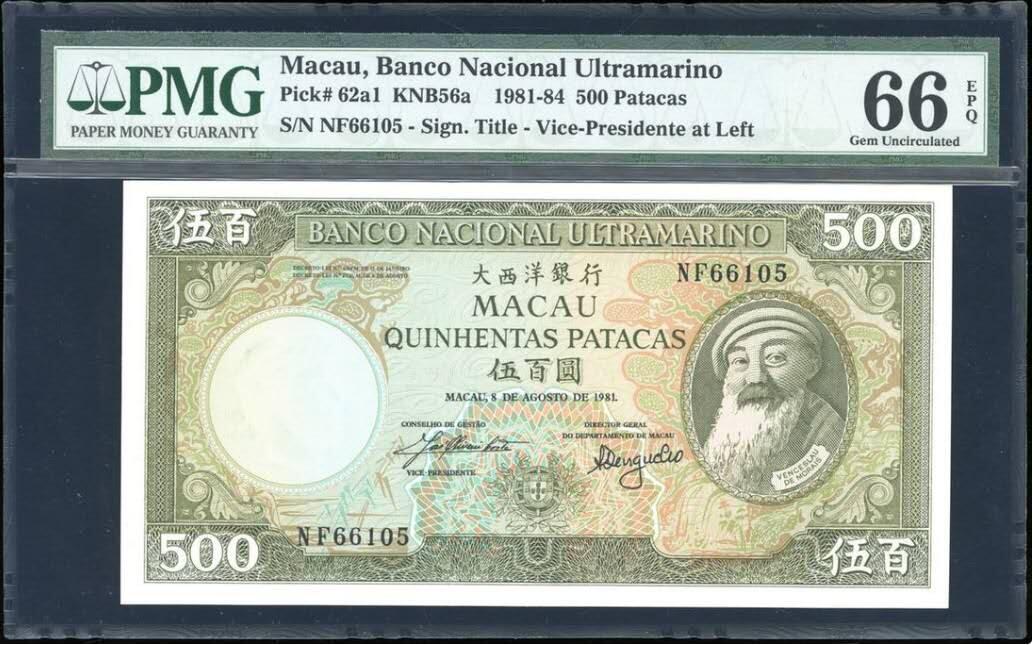 PMG
PAPER MONEY GUARANTY
Macau, Banco Nacional Ultramarino
Pick# 62a1 KNB56a 1981-84 500 Patacas
S/N NF66105 - Sign. Title - Vice-Presidente at Left
66 EPQ
Gem Uncirculated
伍百
BANCO NACIONAL ULTRAMARINO
500
大西洋銀行
NF66105
MACAU
QUINHENTAS PATACAS
伍百圓
MACAU, 8 DE AGOSTO DE 1981.
CONSELHO DE GESTÃO
DIRECTOR GERAL
DO DEPARTAMENTO DE MACAU
VICE-PRESIDENTE
VENCESLAU
DE MORAIS
NF66105
500
伍百